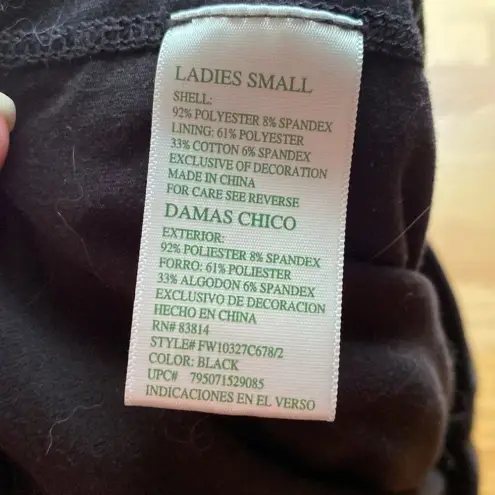 LADIES SMALL
SHELL:
92% POLYESTER 8% SPANDEX
LINING: 61% POLYESTER
33% COTTON 6% SPANDEX
EXCLUSIVE OF DECORATION
MADE IN CHINA
FOR CARE SEE REVERSE
DAMAS CHICO
EXTERIOR:
92% POLIESTER 8% SPANDEX
FORRO: 61% POLIESTER
33% ALGODON 6% SPANDEX
EXCLUSIVO DE DECORACION
HECHO EN CHINA
RN# 83814
STYLE# FW10327C678/2
COLOR: BLACK
UPC# 795071529085
INDICACIONES EN EL VERSO